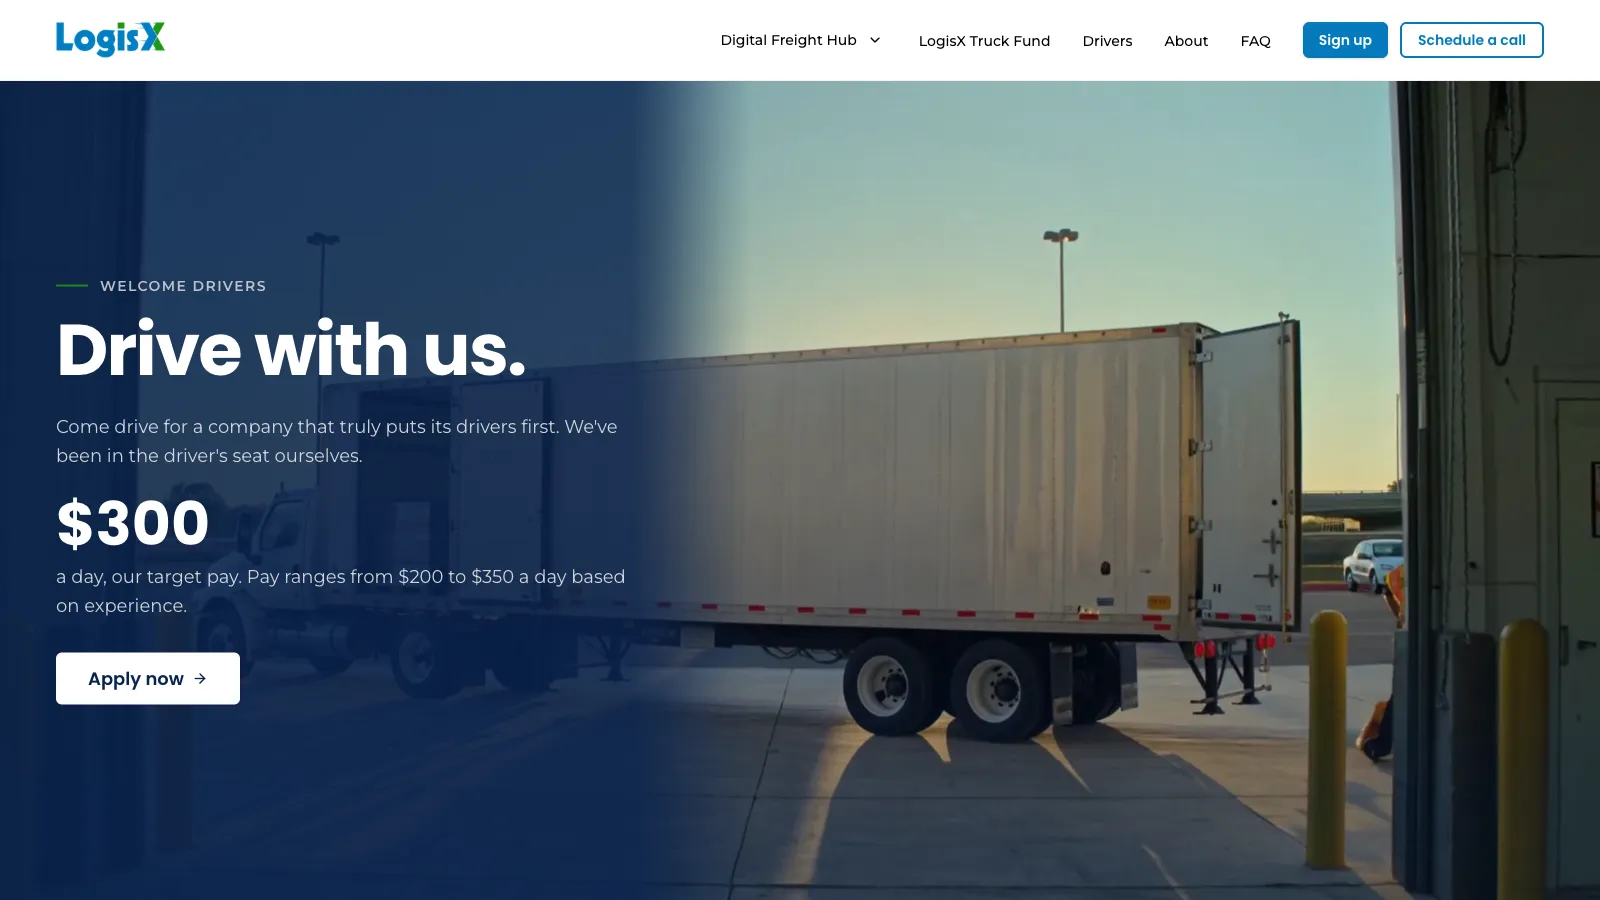 LogisX
Digital Freight Hub
LogisX Truck Fund
Drivers
About
FAQ
Sign up
Schedule a call
WELCOME DRIVERS
Drive with us.
Come drive for a company that truly puts its drivers first. We've
been in the driver's seat ourselves.
$300
a day, our target pay. Pay ranges from $200 to $350 a day based
on experience.
Apply now →